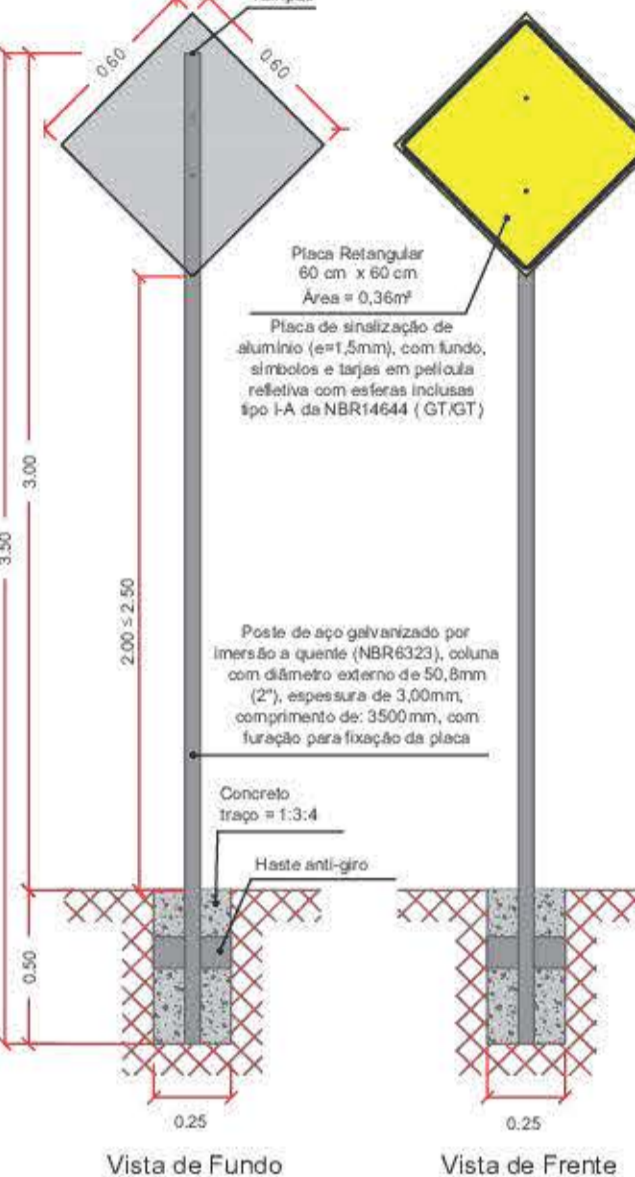 0.60
0.60
Placa Retangular
60 cm x 60 cm
Área = 0,36m²
Placa de sinalização de
alumínio (e=1,5mm), com fundo,
símbolos e tarjas em película
refletiva com esferas inclusas
tipo I-A da NBR14644 ( GT/GT)
3.00
3.50
2.00 ≤ 2.50
Poste de aço galvanizado por
imersão a quente (NBR6323), coluna
com diâmetro externo de 50,8mm
(2"), espessura de 3,00mm,
comprimento de: 3500mm, com
furação para fixação da placa
Concreto
traço = 1:3:4
Haste anti-giro
0.50
0.25
0.25
Vista de Fundo
Vista de Frente